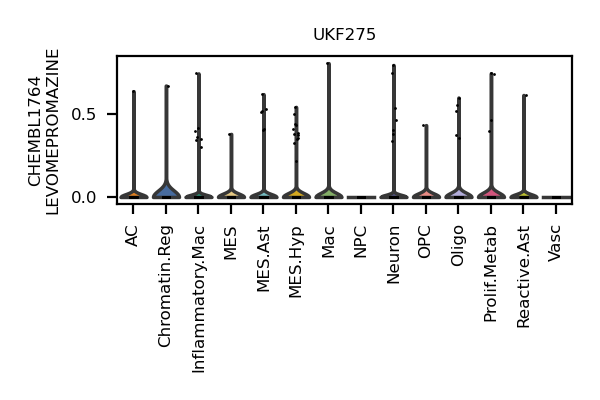 UKF275
CHEMBL1764
LEVOMEPROMAZINE
0.5
0.0
AC
Chromatin.Reg
Inflammatory.Mac
MES
MES.Ast
MES.Hyp
Mac
NPC
Neuron
OPC
Oligo
Prolif.Metab
Reactive.Ast
Vasc